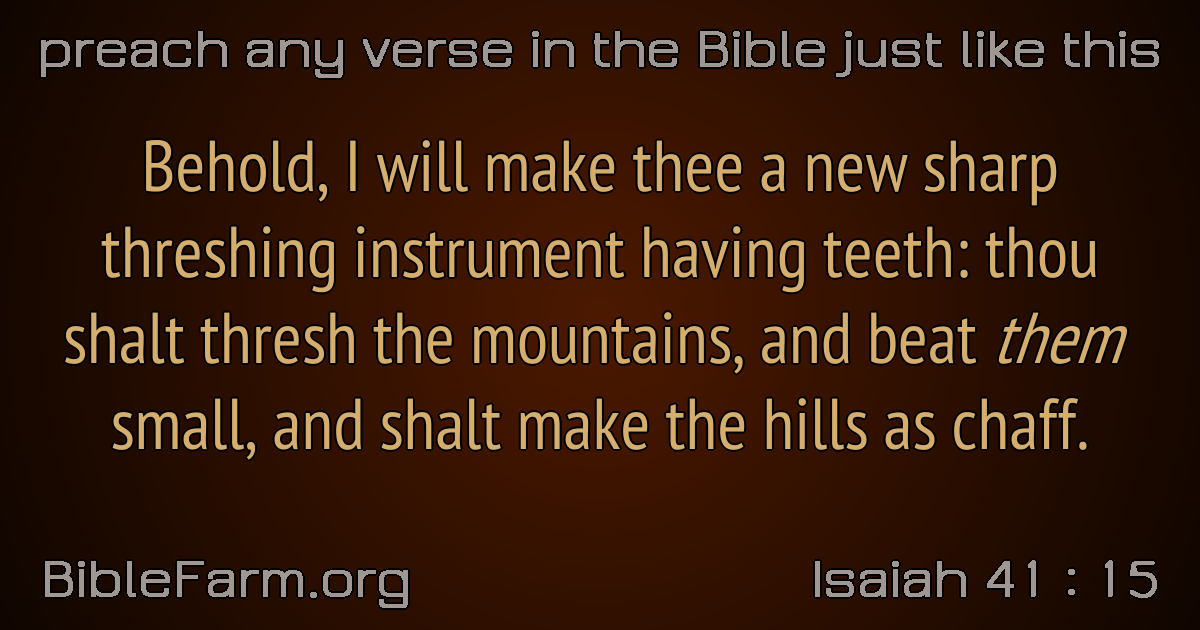 preach any verse in the Bible just like this
Behold, I will make thee a new sharp
threshing instrument having teeth: thou
shalt thresh the mountains, and beat them
small, and shalt make the hills as chaff.
BibleFarm.org
Isaiah 41 : 15